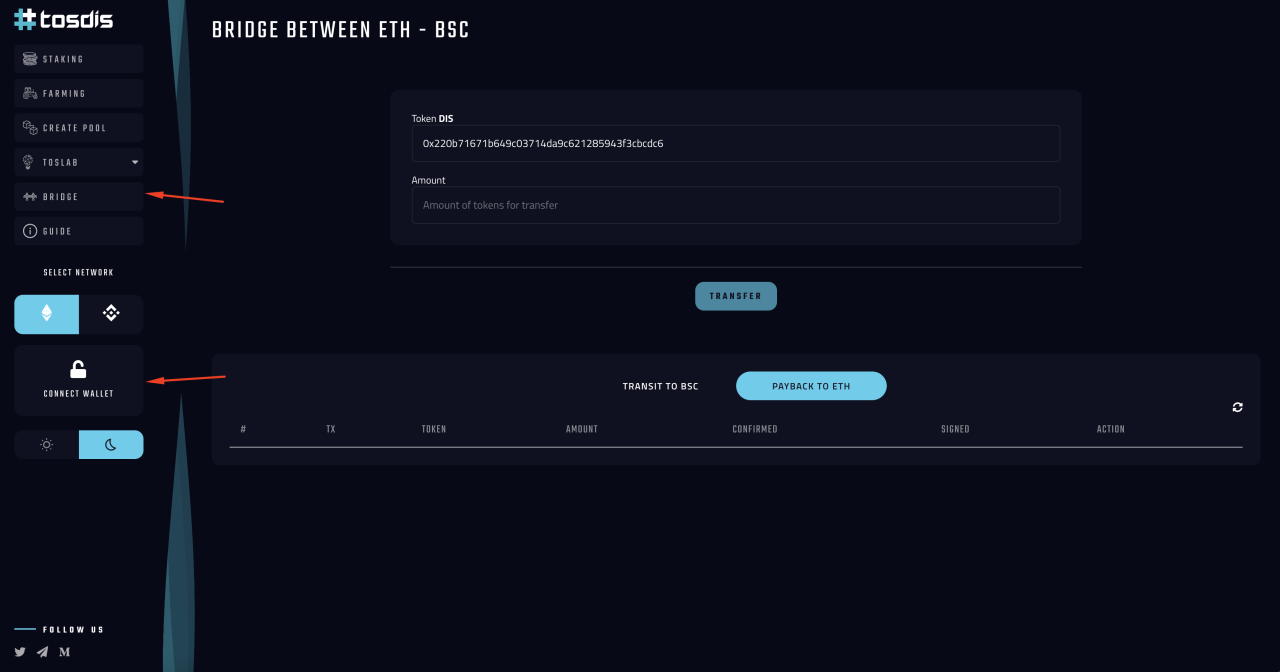 tosdis
STAKING
FARMING
CREATE POOL
TOSLAB
BRIDGE
GUIDE
SELECT NETWORK
CONNECT WALLET
FOLLOW US
BRIDGE BETWEEN ETH - BSC
Token DIS
0x220b71671b649c03714da9c621285943f3cbcdc6
Amount
Amount of tokens for transfer
TRANSFER
TRANSIT TO BSC PAYBACK TO ETH
# TX TOKEN AMOUNT CONFIRMED SIGNED ACTION